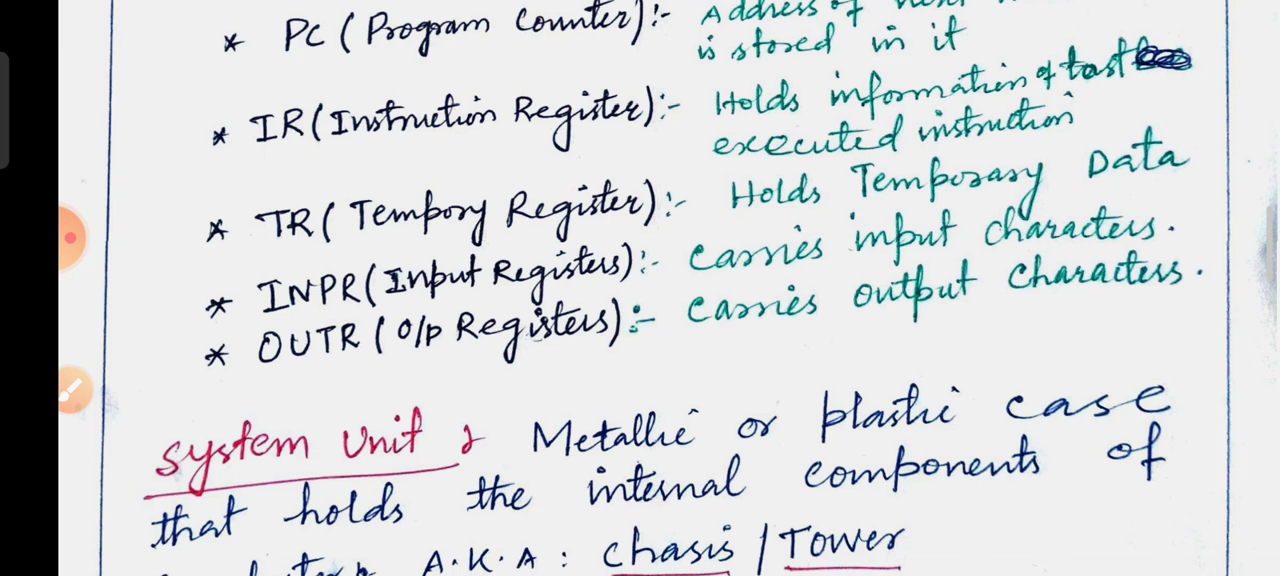 * PC (Program Counter):- Address of
is stored in it
* IR (Instruction Register):- Holds information of last
executed instruction
* TR (Tempory Register):- Holds Temporary Data
* INPR (Input Registers):- Carries input characters.
* OUTR (O/p Registers):- Carries output characters.
System Unit : Metallic or plastic case
that holds the internal components of
A.K.A : Chasis / Tower